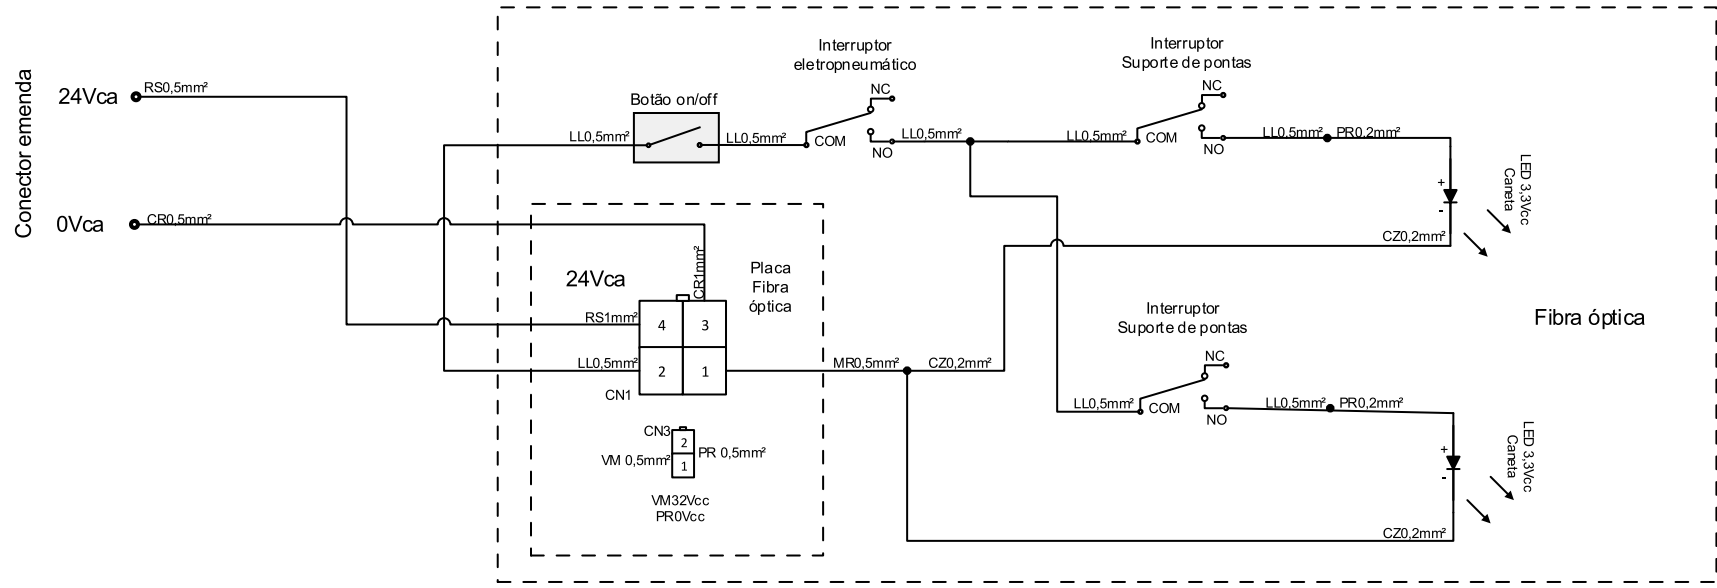 Conector emenda
24Vca
RS0,5mm²
0Vca
CR0,5mm²
Botão on/off
LL0,5mm²
LL0,5mm²
Interruptor
eletropneumático
NC
COM
NO
LL0,5mm²
LL0,5mm²
Interruptor
Suporte de pontas
NC
COM
NO
LL0,5mm²
PR0,2mm²
+
-
LED 3,3Vcc
Caneta
CZ0,2mm²
24Vca
CR1mm²
Placa
Fibra
óptica
RS1mm²
4
3
LL0,5mm²
2
1
CN1
MR0,5mm²
CZ0,2mm²
CN3
2
PR 0,5mm²
VM 0,5mm²
1
VM32Vcc
PR0Vcc
Interruptor
Suporte de pontas
NC
LL0,5mm²
COM
NO
LL0,5mm²
PR0,2mm²
+
-
LED 3,3Vcc
Caneta
CZ0,2mm²
Fibra óptica